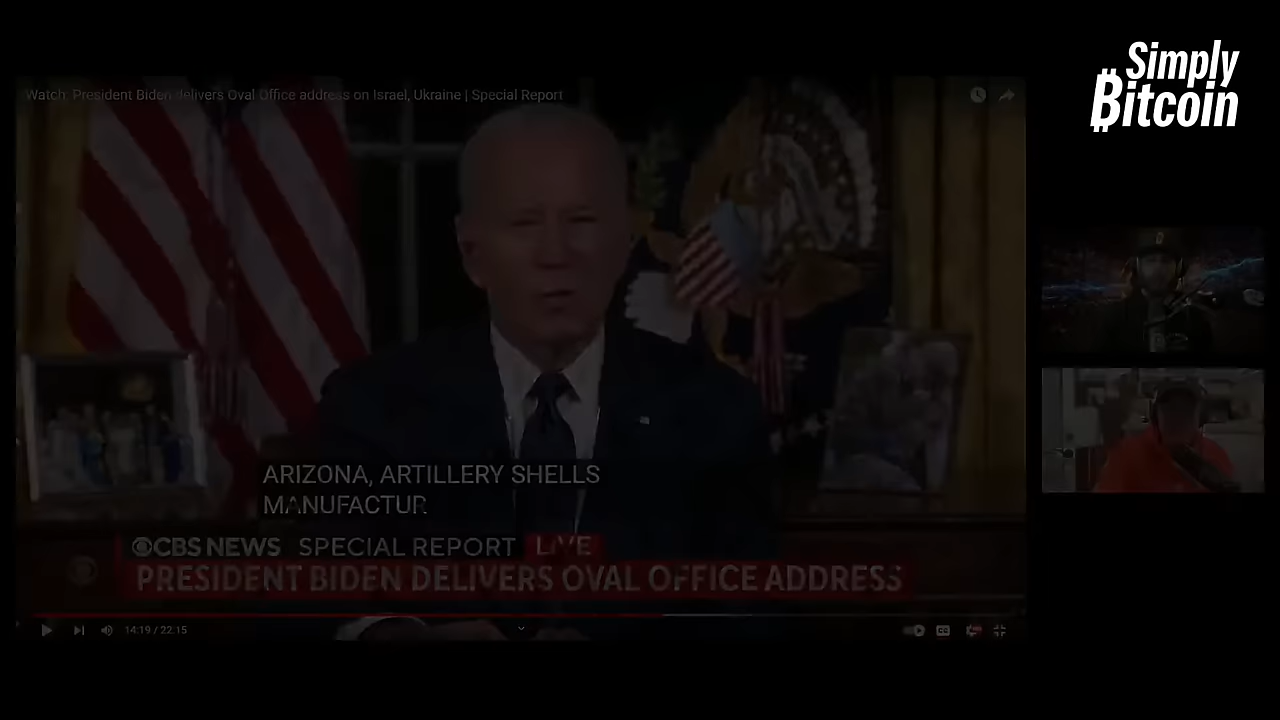 Simply
Bitcoin
Watch: President Biden delivers Oval Office address on Israel, Ukraine | Special Report
ARIZONA, ARTILLERY SHELLS
MANUFACTUR
CBS NEWS SPECIAL REPORT LIVE
PRESIDENT BIDEN DELIVERS OVAL OFFICE ADDRESS
14:19 / 22:15
CC